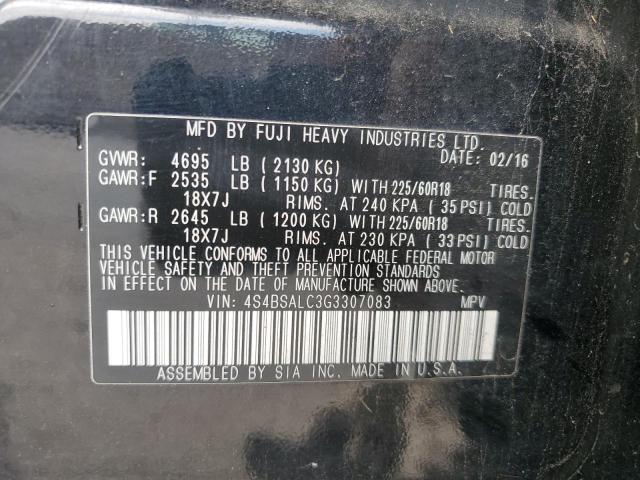 MFD BY FUJI HEAVY INDUSTRIES LTD.
GVWR: 4695 LB (2130 KG) DATE: 02/16
GAWR:F 2535 LB (1150 KG) WITH 225/60R18 TIRES.
18X7J RIMS. AT 240 KPA (35 PSI) COLD
GAWR:R 2645 LB (1200 KG) WITH 225/60R18 TIRES.
18X7J RIMS. AT 230 KPA (33 PSI) COLD
THIS VEHICLE CONFORMS TO ALL APPLICABLE FEDERAL MOTOR
VEHICLE SAFETY AND THEFT PREVENTION STANDARDS
IN EFFECT ON THE DATE OF MANUFACTURE SHOWN ABOVE.
VIN: 4S4BSALC3G3307083 MPV
ASSEMBLED BY SIA INC. MADE IN U.S.A.